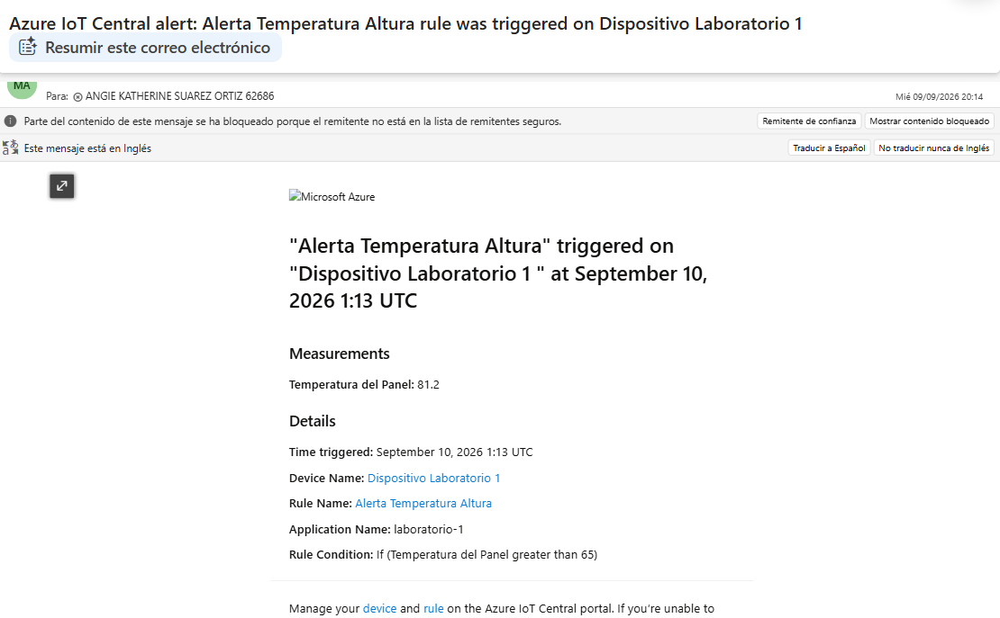 Azure IoT Central alert: Alerta Temperatura Altura rule was triggered on Dispositivo Laboratorio 1
Resumir este correo electrónico
MA
Para: ANGIE KATHERINE SUAREZ ORTIZ 62686
Mié 09/09/2026 20:14
Parte del contenido de este mensaje se ha bloqueado porque el remitente no está en la lista de remitentes seguros.
Remitente de confianza
Mostrar contenido bloqueado
Este mensaje está en Inglés
Traducir a Español
No traducir nunca de Inglés
Microsoft Azure
"Alerta Temperatura Altura" triggered on
"Dispositivo Laboratorio 1 " at September 10,
2026 1:13 UTC
Measurements
Temperatura del Panel: 81.2
Details
Time triggered: September 10, 2026 1:13 UTC
Device Name: Dispositivo Laboratorio 1
Rule Name: Alerta Temperatura Altura
Application Name: laboratorio-1
Rule Condition: If (Temperatura del Panel greater than 65)
Manage your device and rule on the Azure IoT Central portal. If you’re unable to